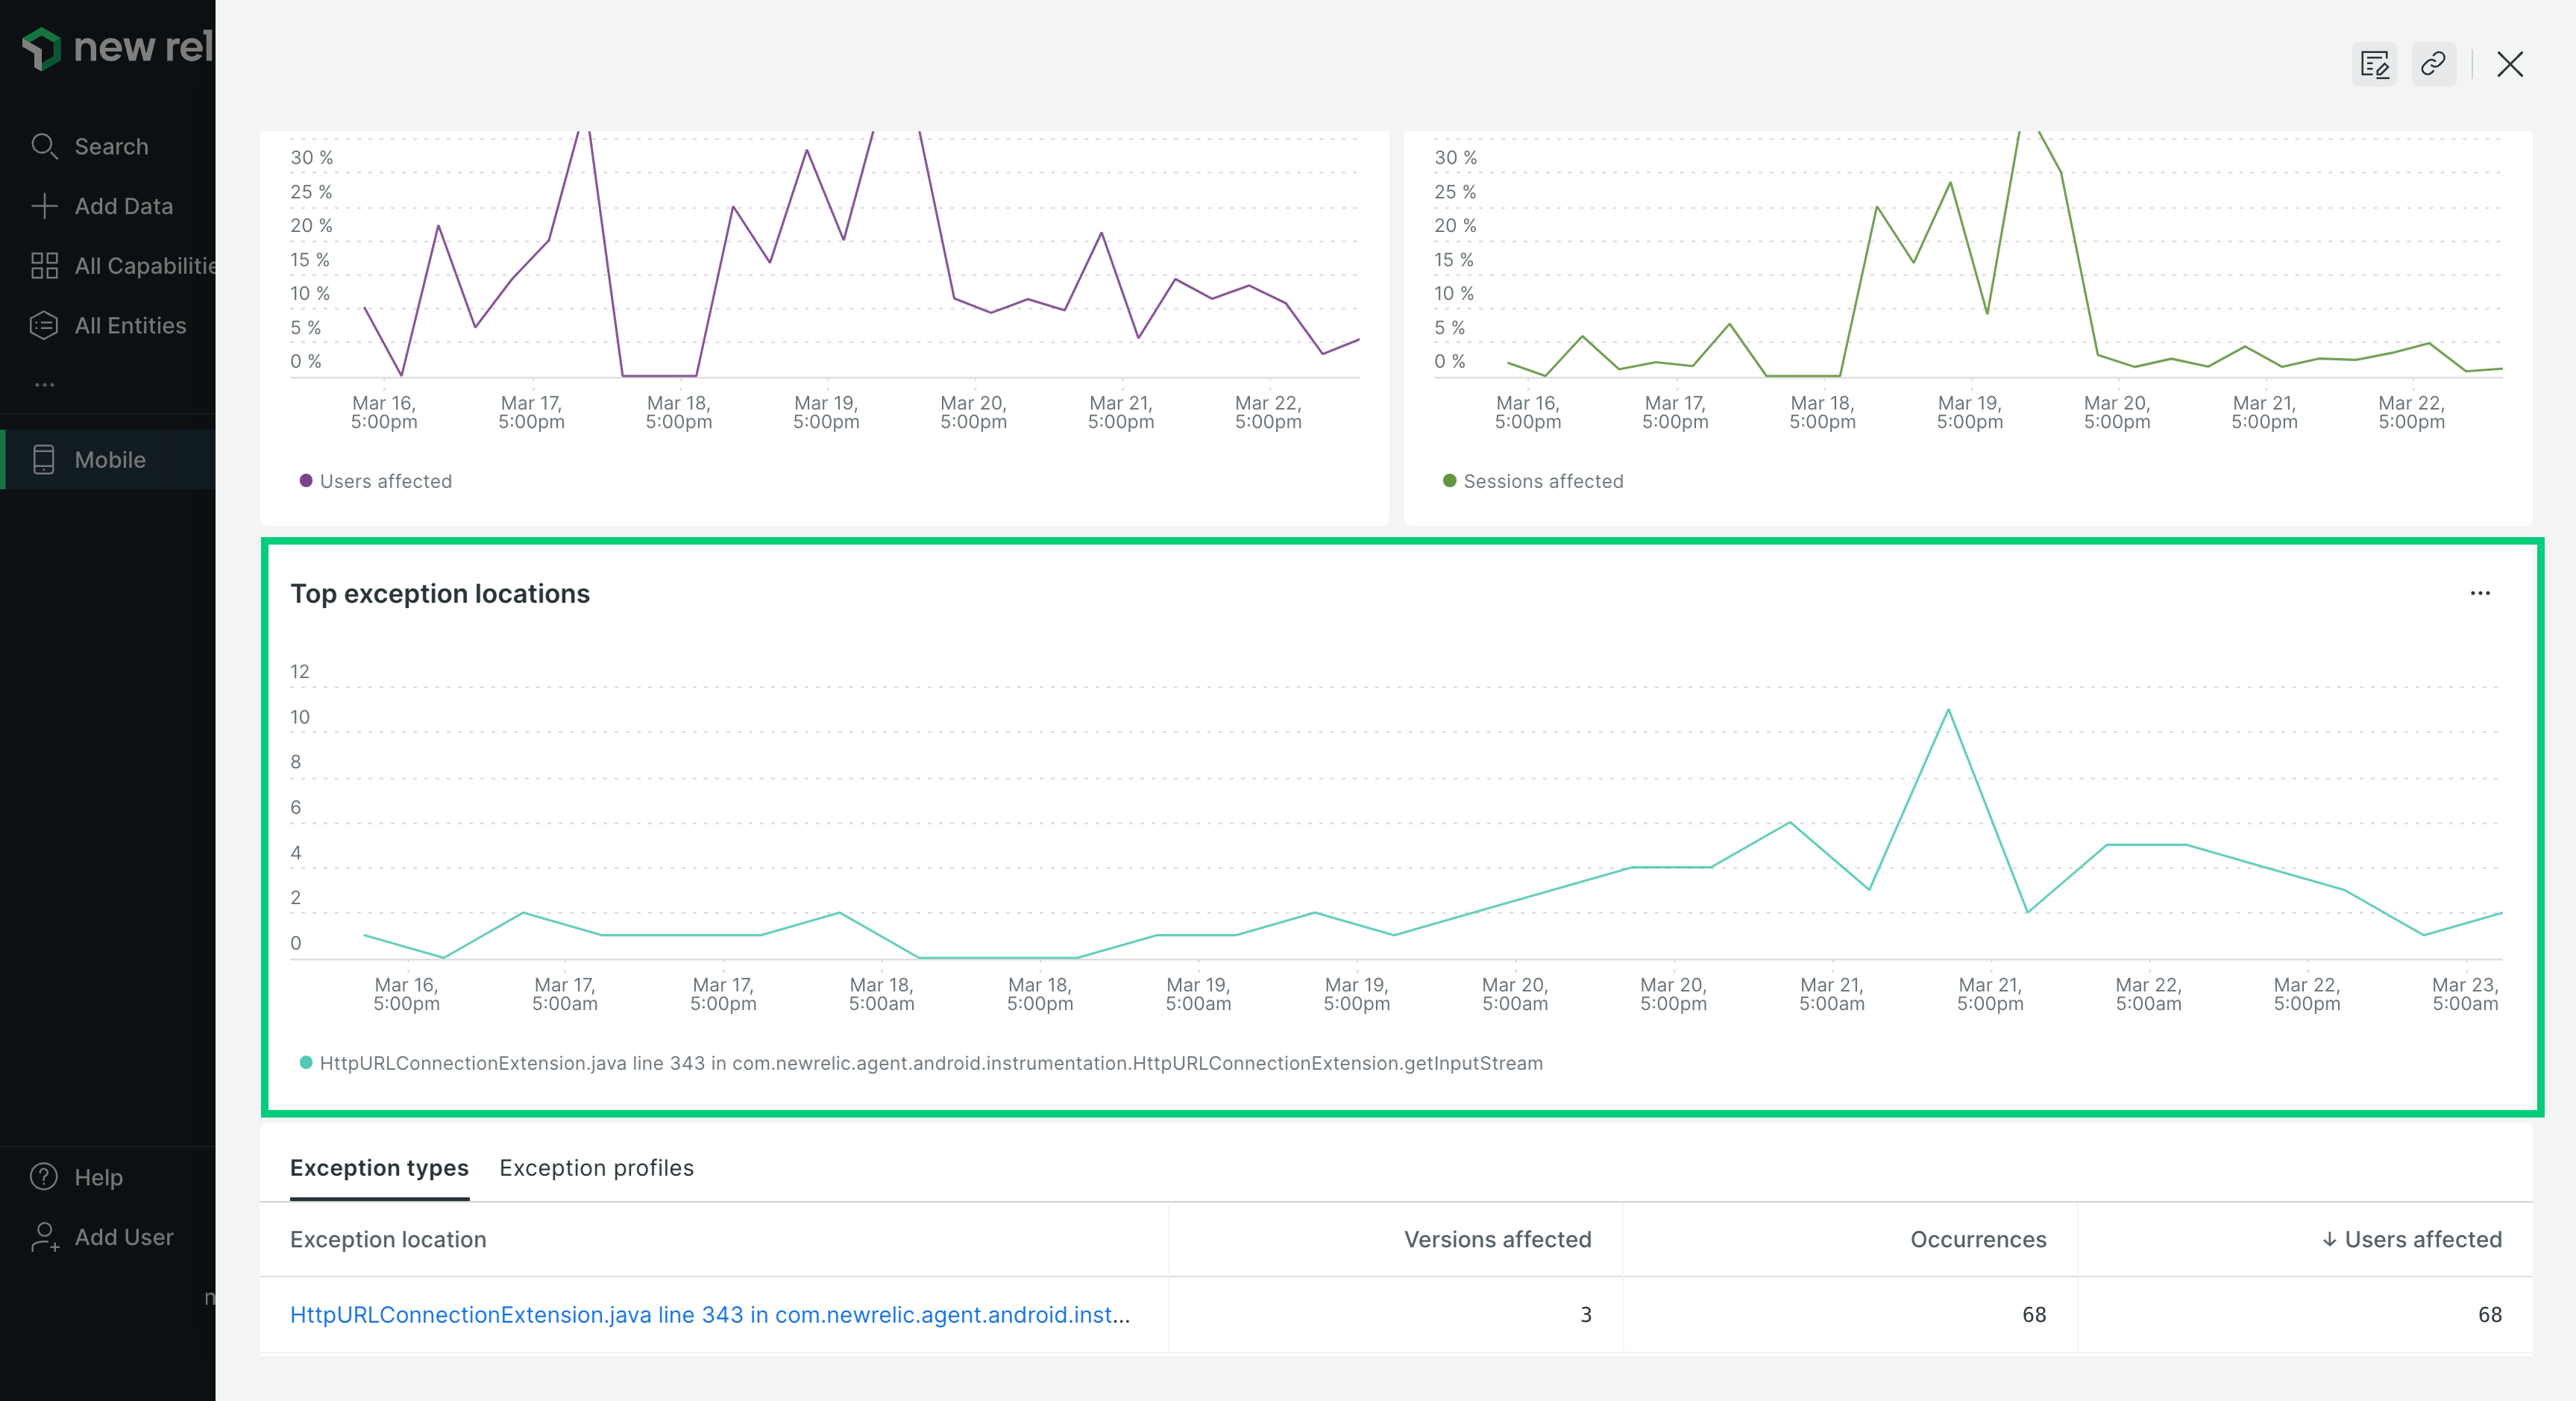 new rel
Search
Add Data
All Capabilitie
All Entities
...
Mobile
Help
Add User
n
30 %
25 %
20 %
15 %
10 %
5 %
0 %
Mar 16, Mar 17, Mar 18, Mar 19, Mar 20, Mar 21, Mar 22,
5:00pm 5:00pm 5:00pm 5:00pm 5:00pm 5:00pm 5:00pm
Users affected
30 %
25 %
20 %
15 %
10 %
5 %
0 %
Mar 16, Mar 17, Mar 18, Mar 19, Mar 20, Mar 21, Mar 22,
5:00pm 5:00pm 5:00pm 5:00pm 5:00pm 5:00pm 5:00pm
Sessions affected
Top exception locations
...
12
10
8
6
4
2
0
Mar 16, Mar 17, Mar 17, Mar 18, Mar 18, Mar 19, Mar 19, Mar 20, Mar 20, Mar 21, Mar 21, Mar 22, Mar 22, Mar 23,
5:00pm 5:00am 5:00pm 5:00am 5:00pm 5:00am 5:00pm 5:00am 5:00pm 5:00am 5:00pm 5:00am 5:00pm 5:00am
HttpURLConnectionExtension.java line 343 in com.newrelic.agent.android.instrumentation.HttpURLConnectionExtension.getInputStream
Exception types Exception profiles
Exception location Versions affected Occurrences ↓ Users affected
HttpURLConnectionExtension.java line 343 in com.newrelic.agent.android.inst... 3 68 68